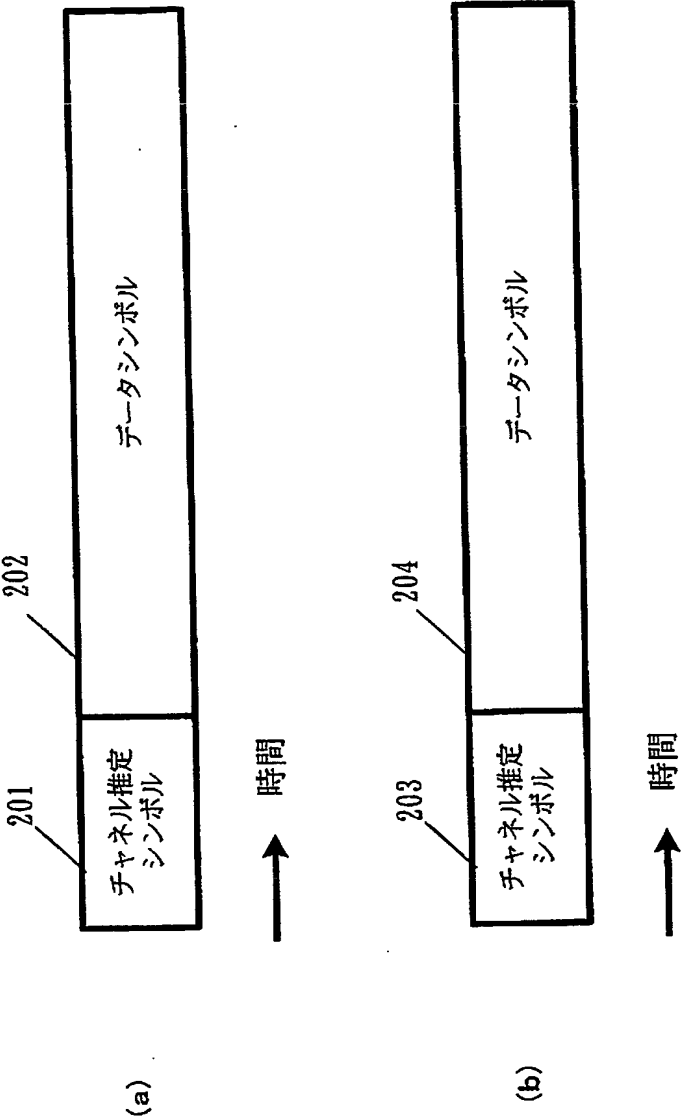 (a)
201
202
チャネル推定
シンボル
データシンボル
時間
(b)
203
204
チャネル推定
シンボル
データシンボル
時間